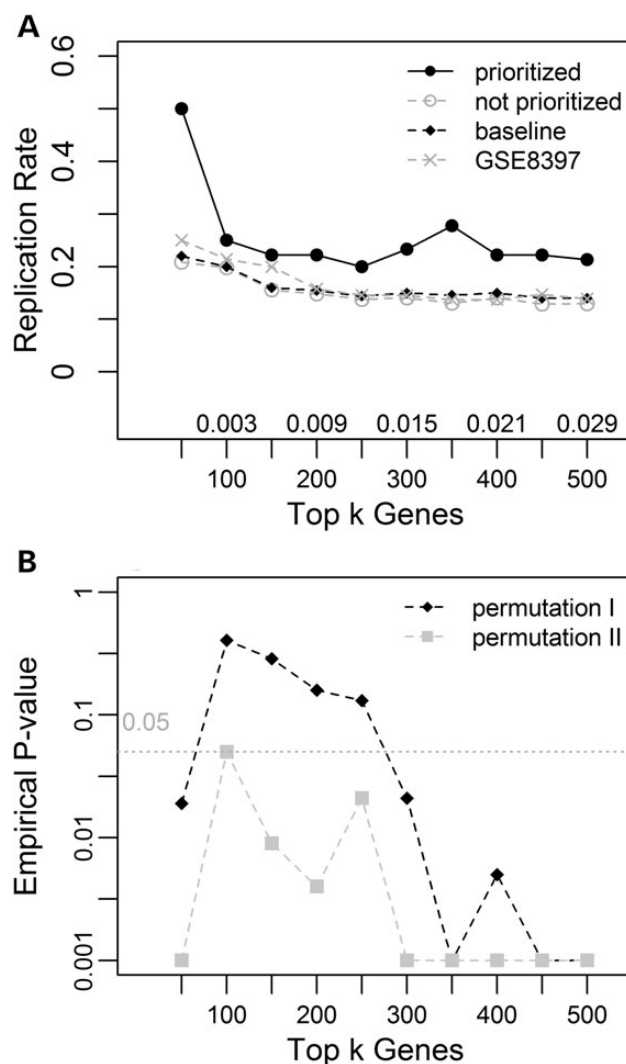 A
0.6
0.4
0.2
0
Replication Rate
prioritized
not prioritized
baseline
GSE8397
0.003 0.009 0.015 0.021 0.029
100 200 300 400 500
Top k Genes
B
1
0.1
0.01
0.001
Empirical P-value
permutation I
permutation II
0.05
100 200 300 400 500
Top k Genes